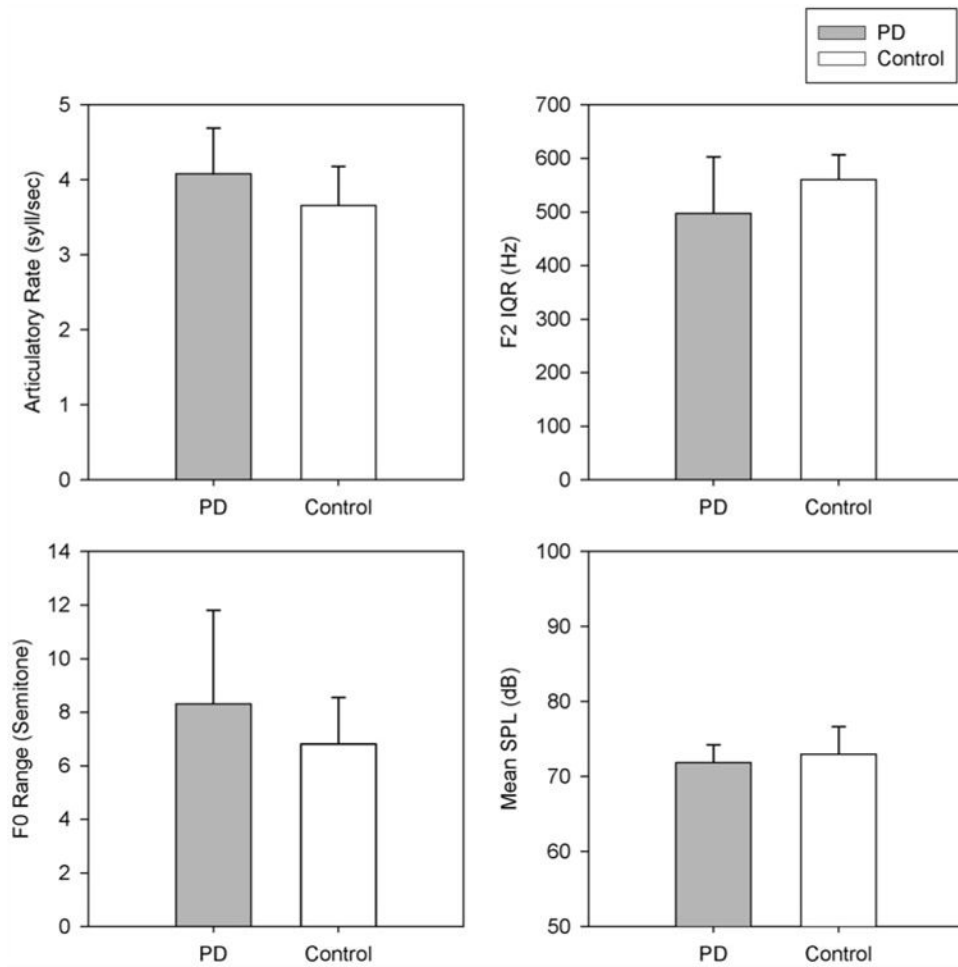 PD
Control
Articulatory Rate (syll/sec)
5
4
3
2
1
0
PD Control
F2 IQR (Hz)
700
600
500
400
300
200
100
0
PD Control
F0 Range (Semitone)
14
12
10
8
6
4
2
0
PD Control
Mean SPL (dB)
100
90
80
70
60
50
PD Control